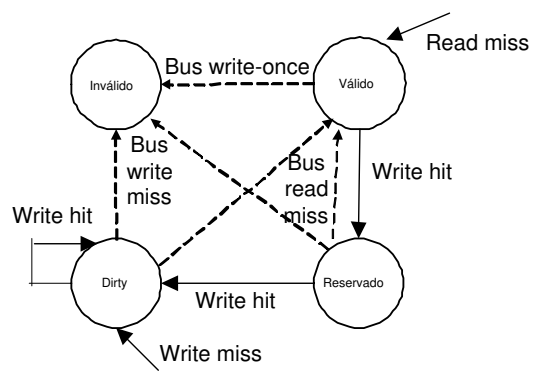 Read miss
Bus write-once
Inválido
Válido
Bus
write
miss
Bus
read
miss
Write hit
Write hit
Dirty
Reservado
Write hit
Write miss